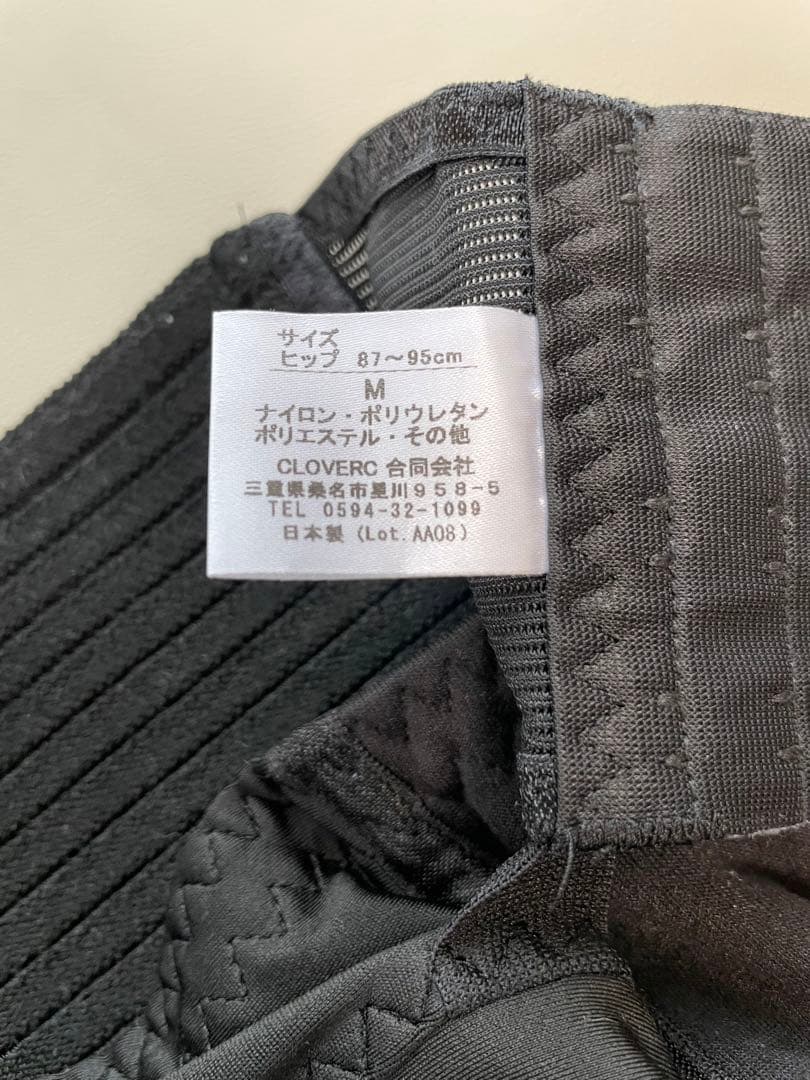 サイズ
ヒップ 87〜95cm
M
ナイロン・ポリウレタン
ポリエステル・その他
CLOVERC 合同会社
三重県桑名市星川958-5
TEL 0594-32-1099
日本製 (Lot. AA08)